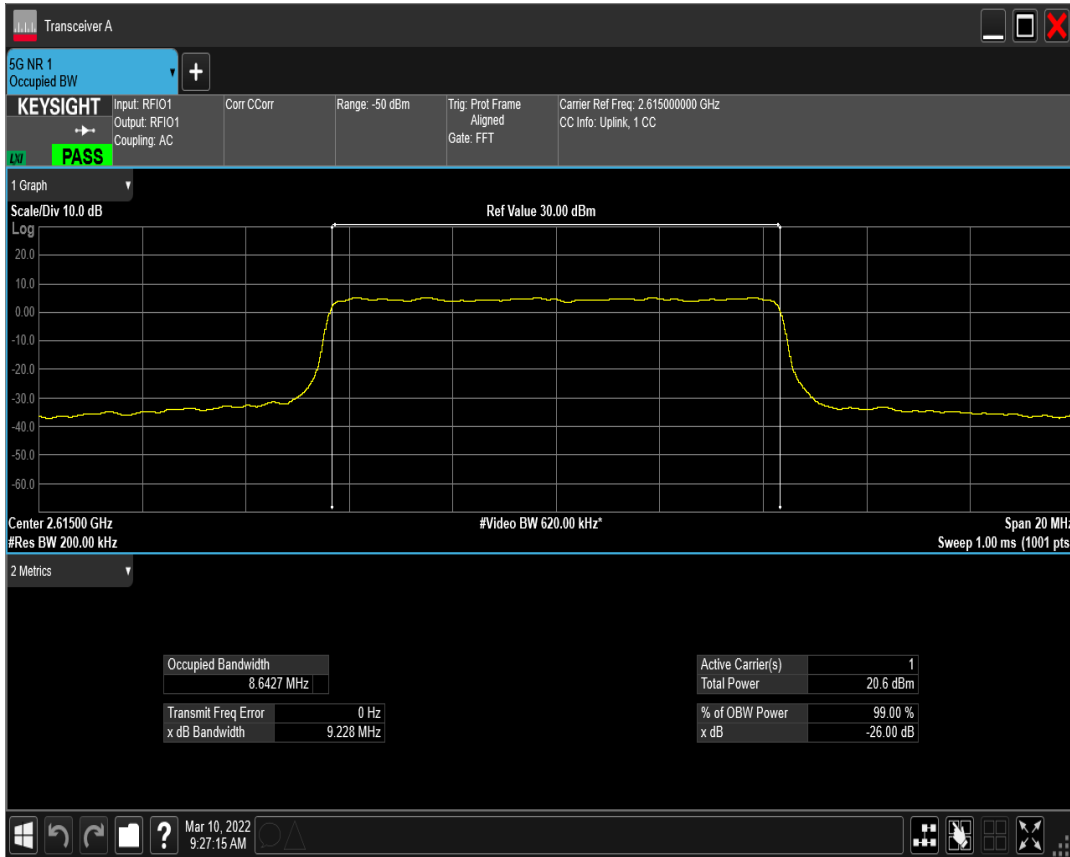 Transceiver A
5G NR 1
Occupied BW
KEYSIGHT
LXI
PASS
Input: RFIO1
Output: RFIO1
Coupling: AC
Corr CCorr
Range: -50 dBm
Trig: Prot Frame
Aligned
Gate: FFT
Carrier Ref Freq: 2.615000000 GHz
CC Info: Uplink, 1 CC
1 Graph
Scale/Div 10.0 dB
Ref Value 30.00 dBm
Log
20.0
10.0
0.00
-10.0
-20.0
-30.0
-40.0
-50.0
-60.0
Center 2.61500 GHz
#Video BW 620.00 kHz*
Span 20 MHz
#Res BW 200.00 kHz
Sweep 1.00 ms (1001 pts
2 Metrics
Occupied Bandwidth
8.6427 MHz
Transmit Freq Error 0 Hz
x dB Bandwidth 9.228 MHz
Active Carrier(s) 1
Total Power 20.6 dBm
% of OBW Power 99.00 %
x dB -26.00 dB
?
Mar 10, 2022
9:27:15 AM